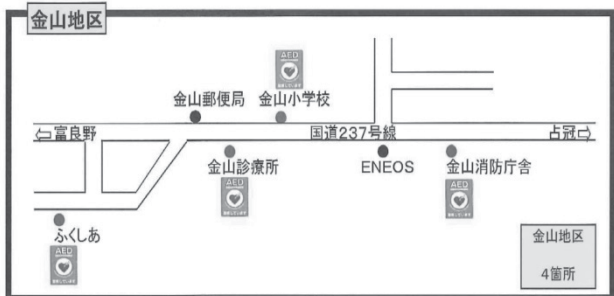 金山地区
AED
金山郵便局
金山小学校
⇦富良野
国道237号線
占冠⇨
金山診療所
ENEOS
金山消防庁舎
AED
AED
ふくしあ
AED
金山地区
4箇所